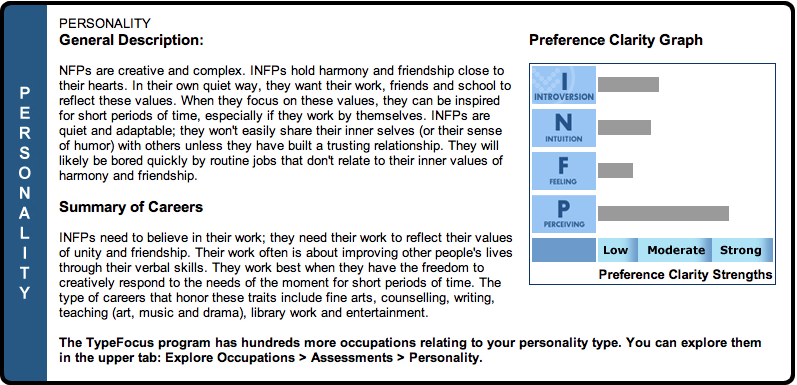 PERSONALITY
PERSONALITY
General Description:
NFPs are creative and complex. INFPs hold harmony and friendship close to
their hearts. In their own quiet way, they want their work, friends and school to
reflect these values. When they focus on these values, they can be inspired
for short periods of time, especially if they work by themselves. INFPs are
quiet and adaptable; they won't easily share their inner selves (or their sense
of humor) with others unless they have built a trusting relationship. They will
likely be bored quickly by routine jobs that don't relate to their inner values of
harmony and friendship.
Summary of Careers
INFPs need to believe in their work; they need their work to reflect their values
of unity and friendship. Their work often is about improving other people's lives
through their verbal skills. They work best when they have the freedom to
creatively respond to the needs of the moment for short periods of time. The
type of careers that honor these traits include fine arts, counselling, writing,
teaching (art, music and drama), library work and entertainment.
Preference Clarity Graph
I
INTROVERSION
N
INTUITION
F
FEELING
P
PERCEIVING
Low Moderate Strong
Preference Clarity Strengths
The TypeFocus program has hundreds more occupations relating to your personality type. You can explore them
in the upper tab: Explore Occupations > Assessments > Personality.